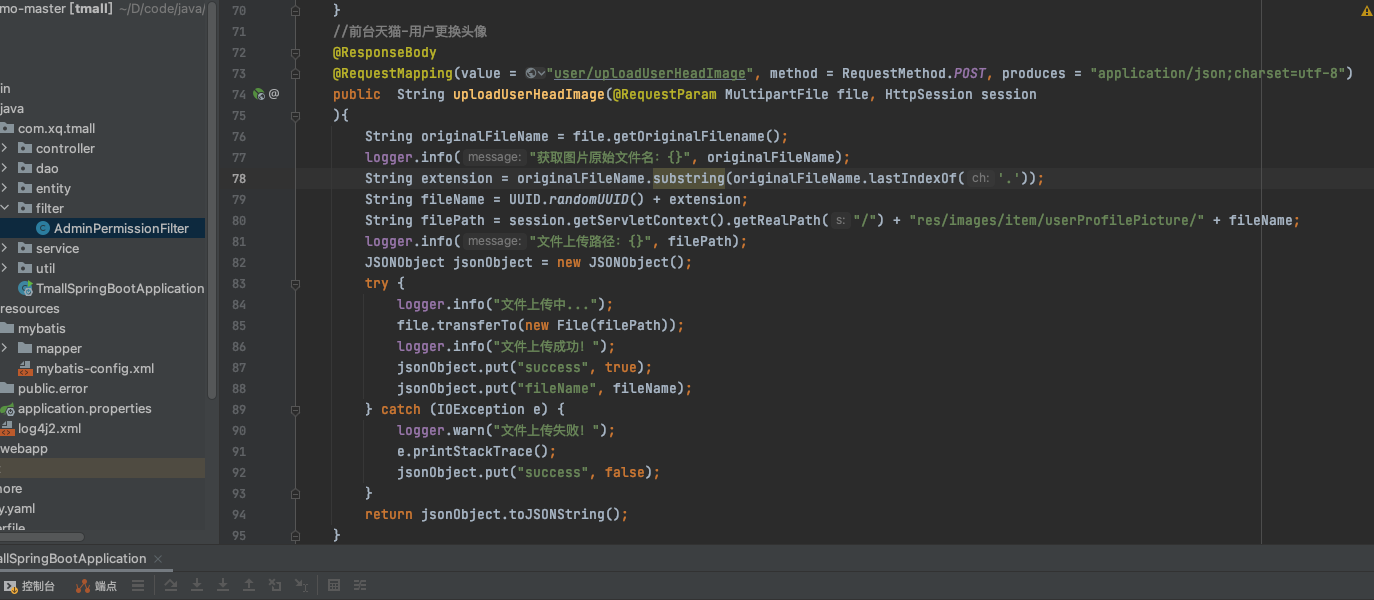 mo-master [tmall] ~/D/code/java/
in
java
com.xq.tmall
controller
dao
entity
filter
AdminPermissionFilter
service
util
TmallSpringBootApplication
resources
mybatis
mapper
mybatis-config.xml
public.error
application.properties
log4j2.xml
webapp
t
nore
y.yaml
erfile
70 }
71 //前台天猫-用户更换头像
72 @ResponseBody
73 @RequestMapping(value = "user/uploadUserHeadImage", method = RequestMethod.POST, produces = "application/json;charset=utf-8")
74 @ public String uploadUserHeadImage(@RequestParam MultipartFile file, HttpSession session
75 ){
76 String originalFileName = file.getOriginalFilename();
77 logger.info( message: "获取图片原始文件名: {}", originalFileName);
78 String extension = originalFileName.substring(originalFileName.lastIndexOf( ch: '.'));
79 String fileName = UUID.randomUUID() + extension;
80 String filePath = session.getServletContext().getRealPath( s: "/") + "res/images/item/userProfilePicture/" + fileName;
81 logger.info( message: "文件上传路径: {}", filePath);
82 JSONObject jsonObject = new JSONObject();
83 try {
84 logger.info("文件上传中...");
85 file.transferTo(new File(filePath));
86 logger.info("文件上传成功!");
87 jsonObject.put("success", true);
88 jsonObject.put("fileName", fileName);
89 } catch (IOException e) {
90 logger.warn("文件上传失败!");
91 e.printStackTrace();
92 jsonObject.put("success", false);
93 }
94 return jsonObject.toJSONString();
95 }
allSpringBootApplication ×
控制台 端点